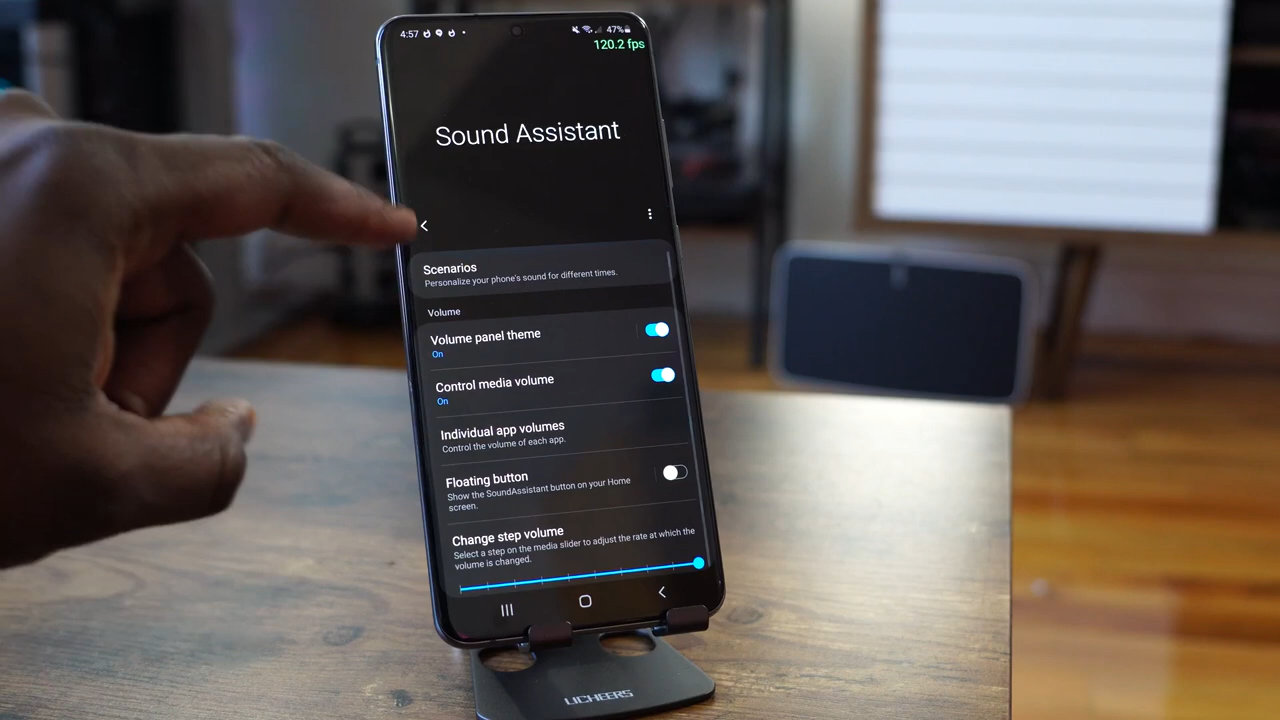 4:57
47%
120.2 fps
Sound Assistant
Scenarios
Personalize your phone's sound for different times.
Volume
Volume panel theme
On
Control media volume
On
Individual app volumes
Control the volume of each app.
Floating button
Show the SoundAssistant button on your Home
screen.
Change step volume
Select a step on the media slider to adjust the rate at which the
volume is changed.
LICHEERS